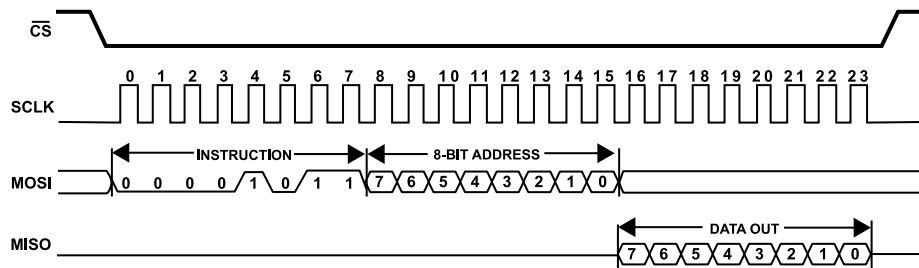 CS
0 1 2 3 4 5 6 7 8 9 10 11 12 13 14 15 16 17 18 19 20 21 22 23
SCLK
INSTRUCTION 8-BIT ADDRESS
MOSI 0 0 0 0 1 0 1 1 7 6 5 4 3 2 1 0
DATA OUT
MISO 7 6 5 4 3 2 1 0